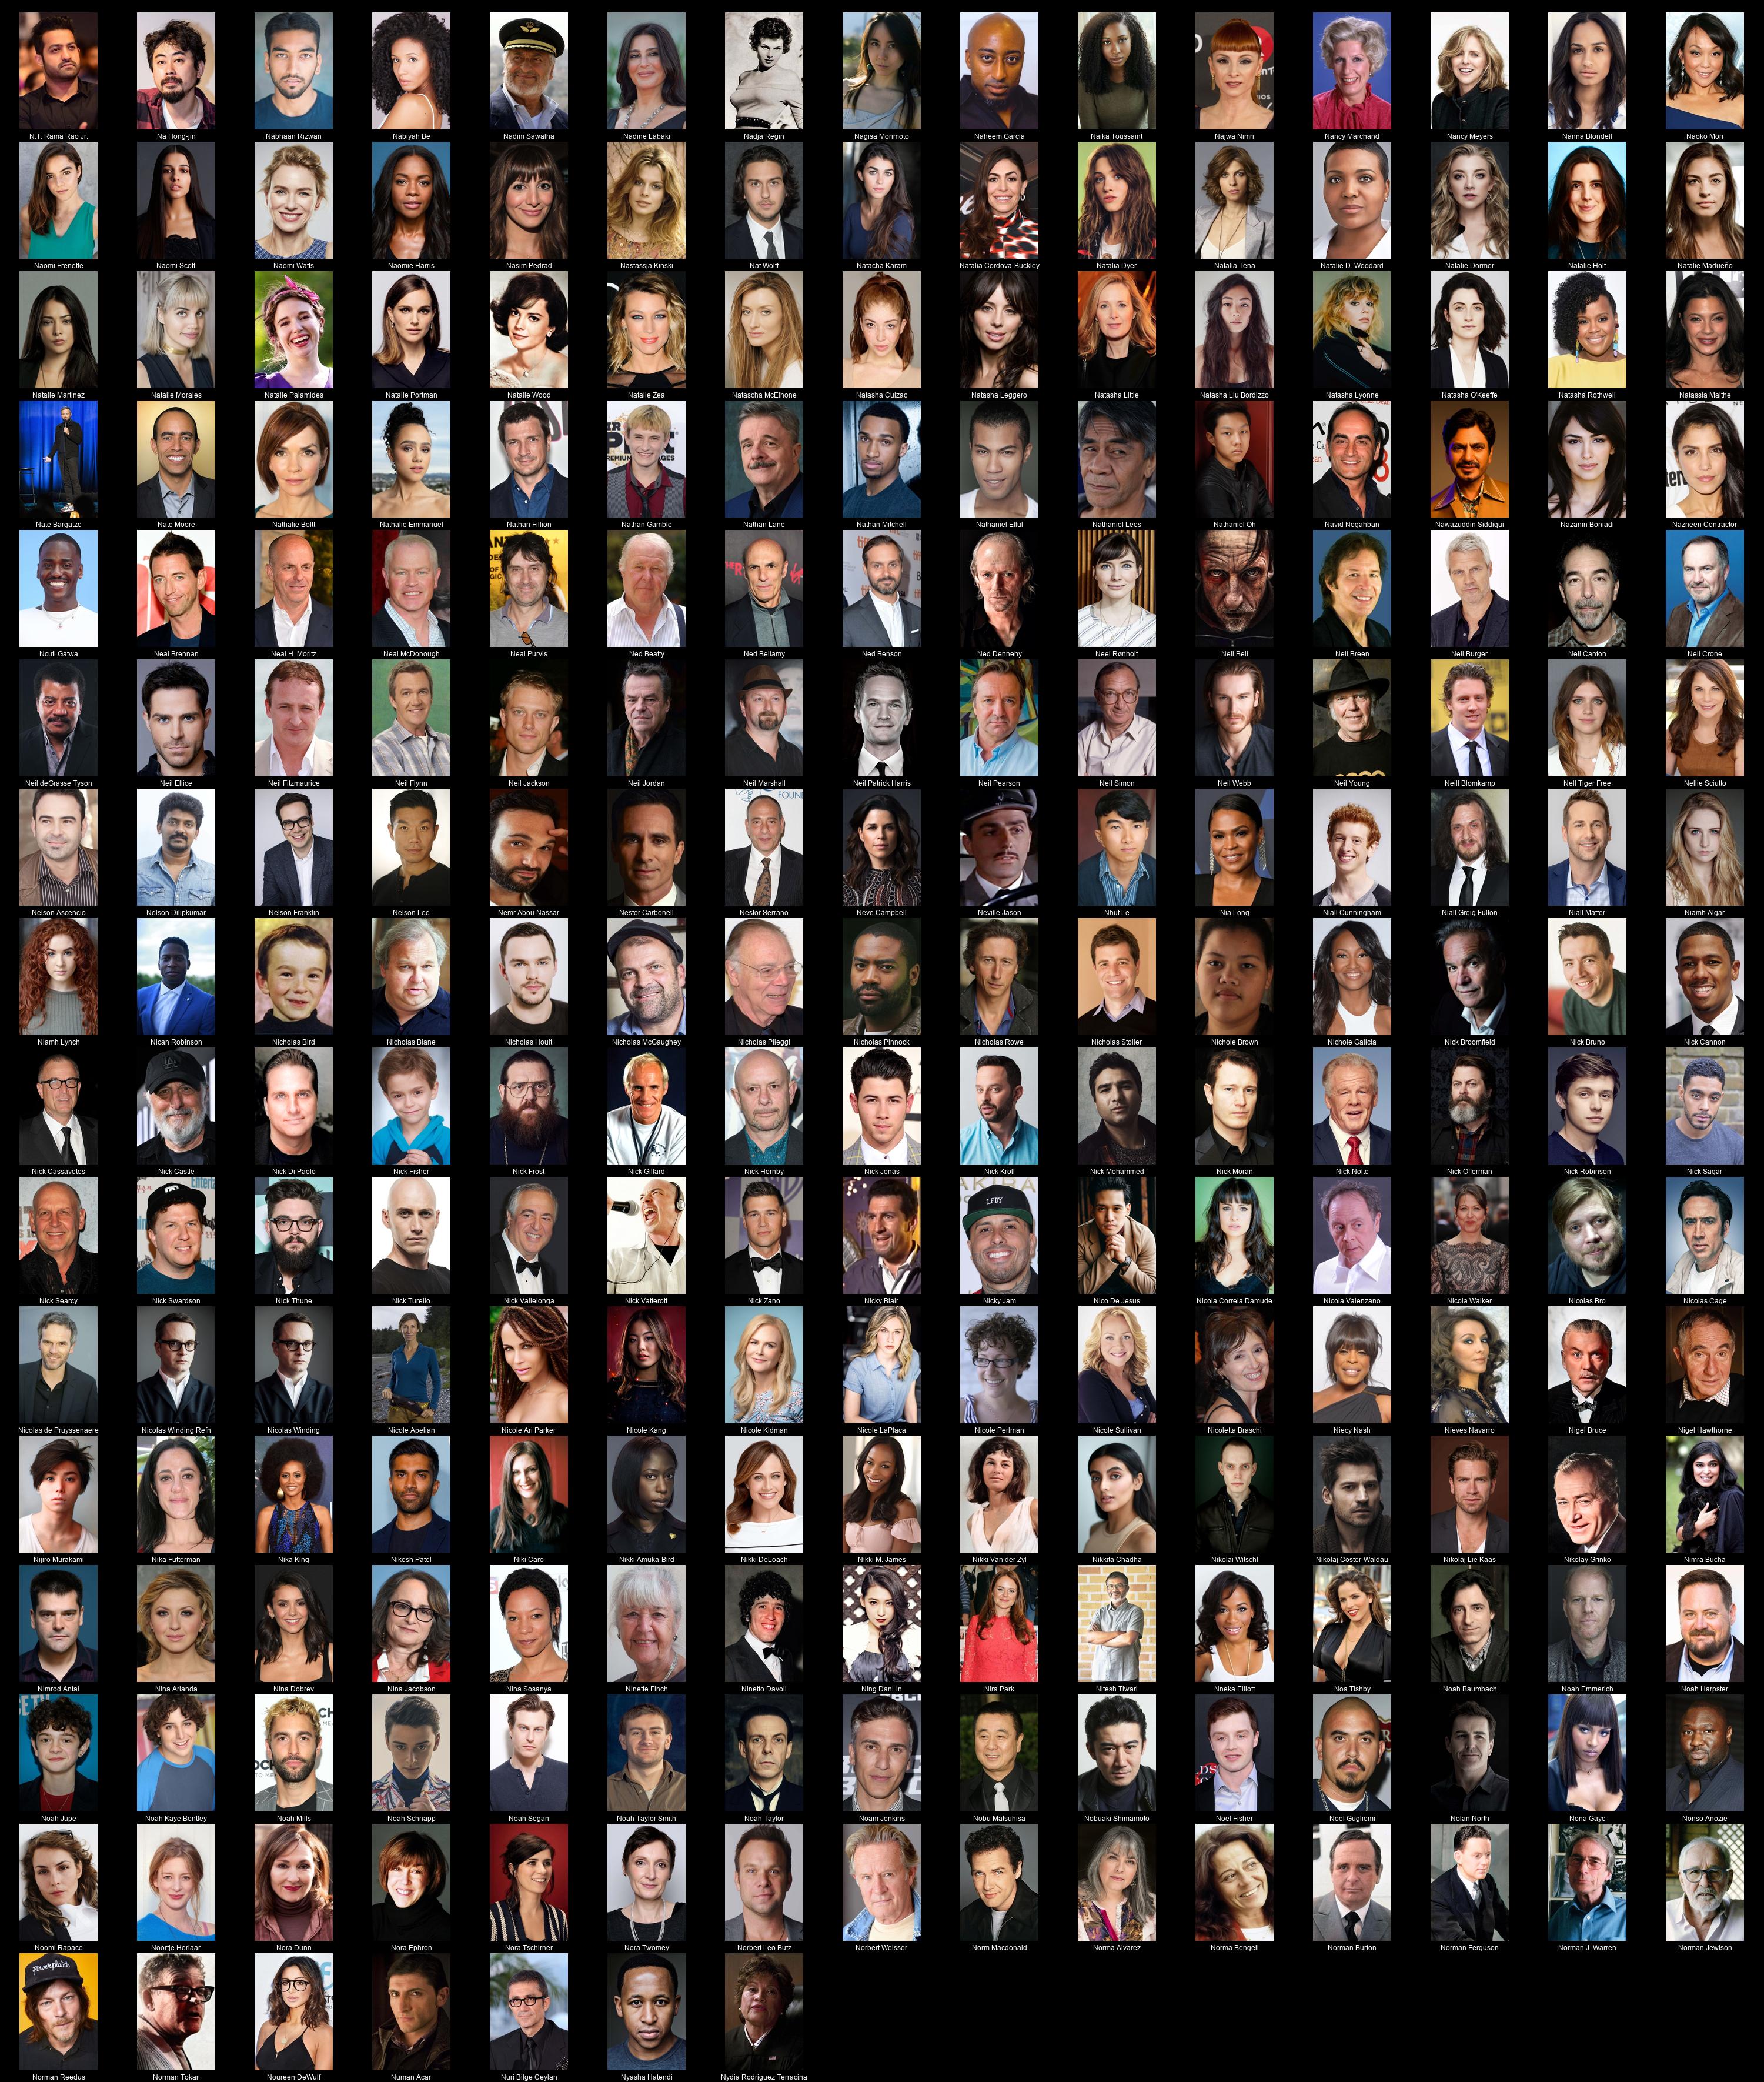 N.T. Rama Rao Jr. Na Hong-jin Nabhaan Rizwan Nabiyah Be Nadim Sawalha Nadine Labaki Nadja Regin Nagisa Morimoto Naheem Garcia Naika Toussaint Najwa Nimri Nancy Marchand Nancy Meyers Nanna Blondell Naoko Mori
Naomi Frenette Naomi Scott Naomi Watts Naomie Harris Nasim Pedrad Nastassja Kinski Nat Wolff Natacha Karam Natalia Cordova-Buckley Natalia Dyer Natalia Tena Natalie D. Woodard Natalie Dormer Natalie Holt Natalie Madueño
Natalie Martinez Natalie Morales Natalie Palamides Natalie Portman Natalie Wood Natalie Zea Natascha McElhone Natasha Culzac Natasha Leggero Natasha Little Natasha Liu Bordizzo Natasha Lyonne Natasha O'Keeffe Natasha Rothwell Natassia Malthe
Nate Bargatze Nate Moore Nathalie Boltt Nathalie Emmanuel Nathan Fillion Nathan Gamble Nathan Lane Nathan Mitchell Nathaniel Ellul Nathaniel Lees Nathaniel Oh Navid Negahban Nawazuddin Siddiqui Nazanin Boniadi Nazneen Contractor
Ncuti Gatwa Neal Brennan Neal H. Moritz Neal McDonough Neal Purvis Ned Beatty Ned Bellamy Ned Benson Ned Dennehy Neel Rønholt Neil Bell Neil Breen Neil Burger Neil Canton Neil Crone
Neil deGrasse Tyson Neil Ellice Neil Fitzmaurice Neil Flynn Neil Jackson Neil Jordan Neil Marshall Neil Patrick Harris Neil Pearson Neil Simon Neil Webb Neil Young Neill Blomkamp Nell Tiger Free Nellie Sciutto
Nelson Ascencio Nelson Dilipkumar Nelson Franklin Nelson Lee Nemr Abou Nassar Nestor Carbonell Nestor Serrano Neve Campbell Neville Jason Nhut Le Nia Long Niall Cunningham Niall Greig Fulton Niall Matter Niamh Algar
Niamh Lynch Nican Robinson Nicholas Bird Nicholas Blane Nicholas Hoult Nicholas McGaughey Nicholas Pileggi Nicholas Pinnock Nicholas Rowe Nicholas Stoller Nichole Brown Nichole Galicia Nick Broomfield Nick Bruno Nick Cannon
Nick Cassavetes Nick Castle Nick Di Paolo Nick Fisher Nick Frost Nick Gillard Nick Hornby Nick Jonas Nick Kroll Nick Mohammed Nick Moran Nick Nolte Nick Offerman Nick Robinson Nick Sagar
LFDY
Nick Searcy Nick Swardson Nick Thune Nick Turello Nick Vallelonga Nick Vatterott Nick Zano Nicky Blair Nicky Jam Nico De Jesus Nicola Correia Damude Nicola Valenzano Nicola Walker Nicolas Bro Nicolas Cage
Nicolas de Pruyssenaere Nicolas Winding Refn Nicolas Winding Nicole Apelian Nicole Ari Parker Nicole Kang Nicole Kidman Nicole LaPlaca Nicole Perlman Nicole Sullivan Nicoletta Braschi Niecy Nash Nieves Navarro Nigel Bruce Nigel Hawthorne
Nijiro Murakami Nika Futterman Nika King Nikesh Patel Niki Caro Nikki Amuka-Bird Nikki DeLoach Nikki M. James Nikki Van der Zyl Nikkita Chadha Nikolai Witschl Nikolaj Coster-Waldau Nikolaj Lie Kaas Nikolay Grinko Nimra Bucha
Nimród Antal Nina Arianda Nina Dobrev Nina Jacobson Nina Sosanya Ninette Finch Ninetto Davoli Ning DanLin Nira Park Nitesh Tiwari Nneka Elliott Noa Tishby Noah Baumbach Noah Emmerich Noah Harpster
Noah Jupe Noah Kaye Bentley Noah Mills Noah Schnapp Noah Segan Noah Taylor Smith Noah Taylor Noam Jenkins Nobu Matsuhisa Nobuaki Shimamoto Noel Fisher Noel Gugliemi Nolan North Nona Gaye Nonso Anozie
Noomi Rapace Noortje Herlaar Nora Dunn Nora Ephron Nora Tschirner Nora Twomey Norbert Leo Butz Norbert Weisser Norm Macdonald Norma Alvarez Norma Bengell Norman Burton Norman Ferguson Norman J. Warren Norman Jewison
Norman Reedus Norman Tokar Noureen DeWulf Numan Acar Nuri Bilge Ceylan Nyasha Hatendi Nydia Rodriguez Terracina